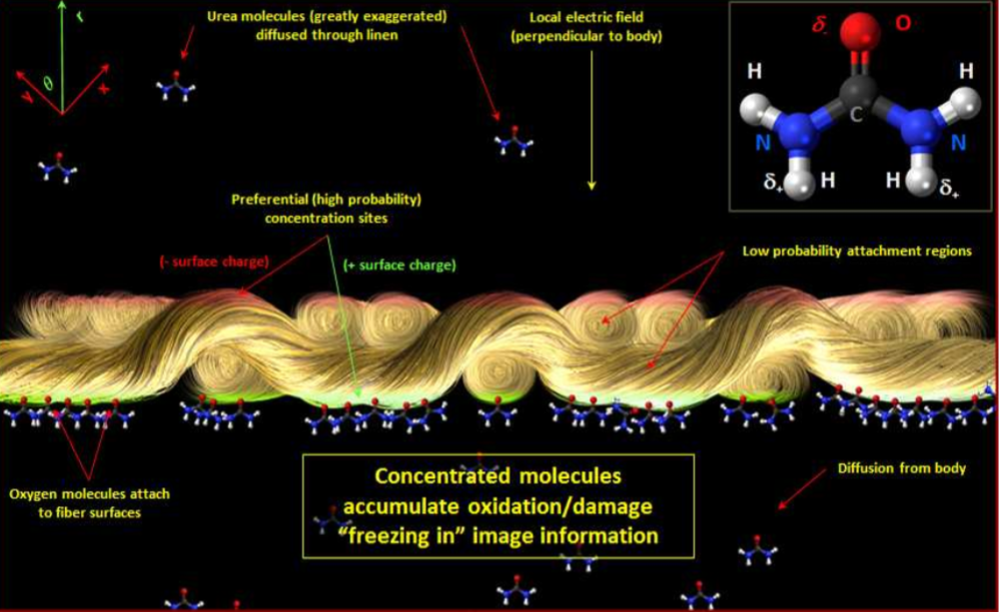 r
θ
y
x
Urea molecules (greatly exaggerated)
diffused through linen
Local electric field
(perpendicular to body)
δ-
O
H
H
C
N
N
δ+
H
H
δ+
Preferential (high probability)
concentration sites
(- surface charge)
(+ surface charge)
Low probability attachment regions
Oxygen molecules attach
to fiber surfaces
Concentrated molecules
accumulate oxidation/damage
“freezing in” image information
Diffusion from body